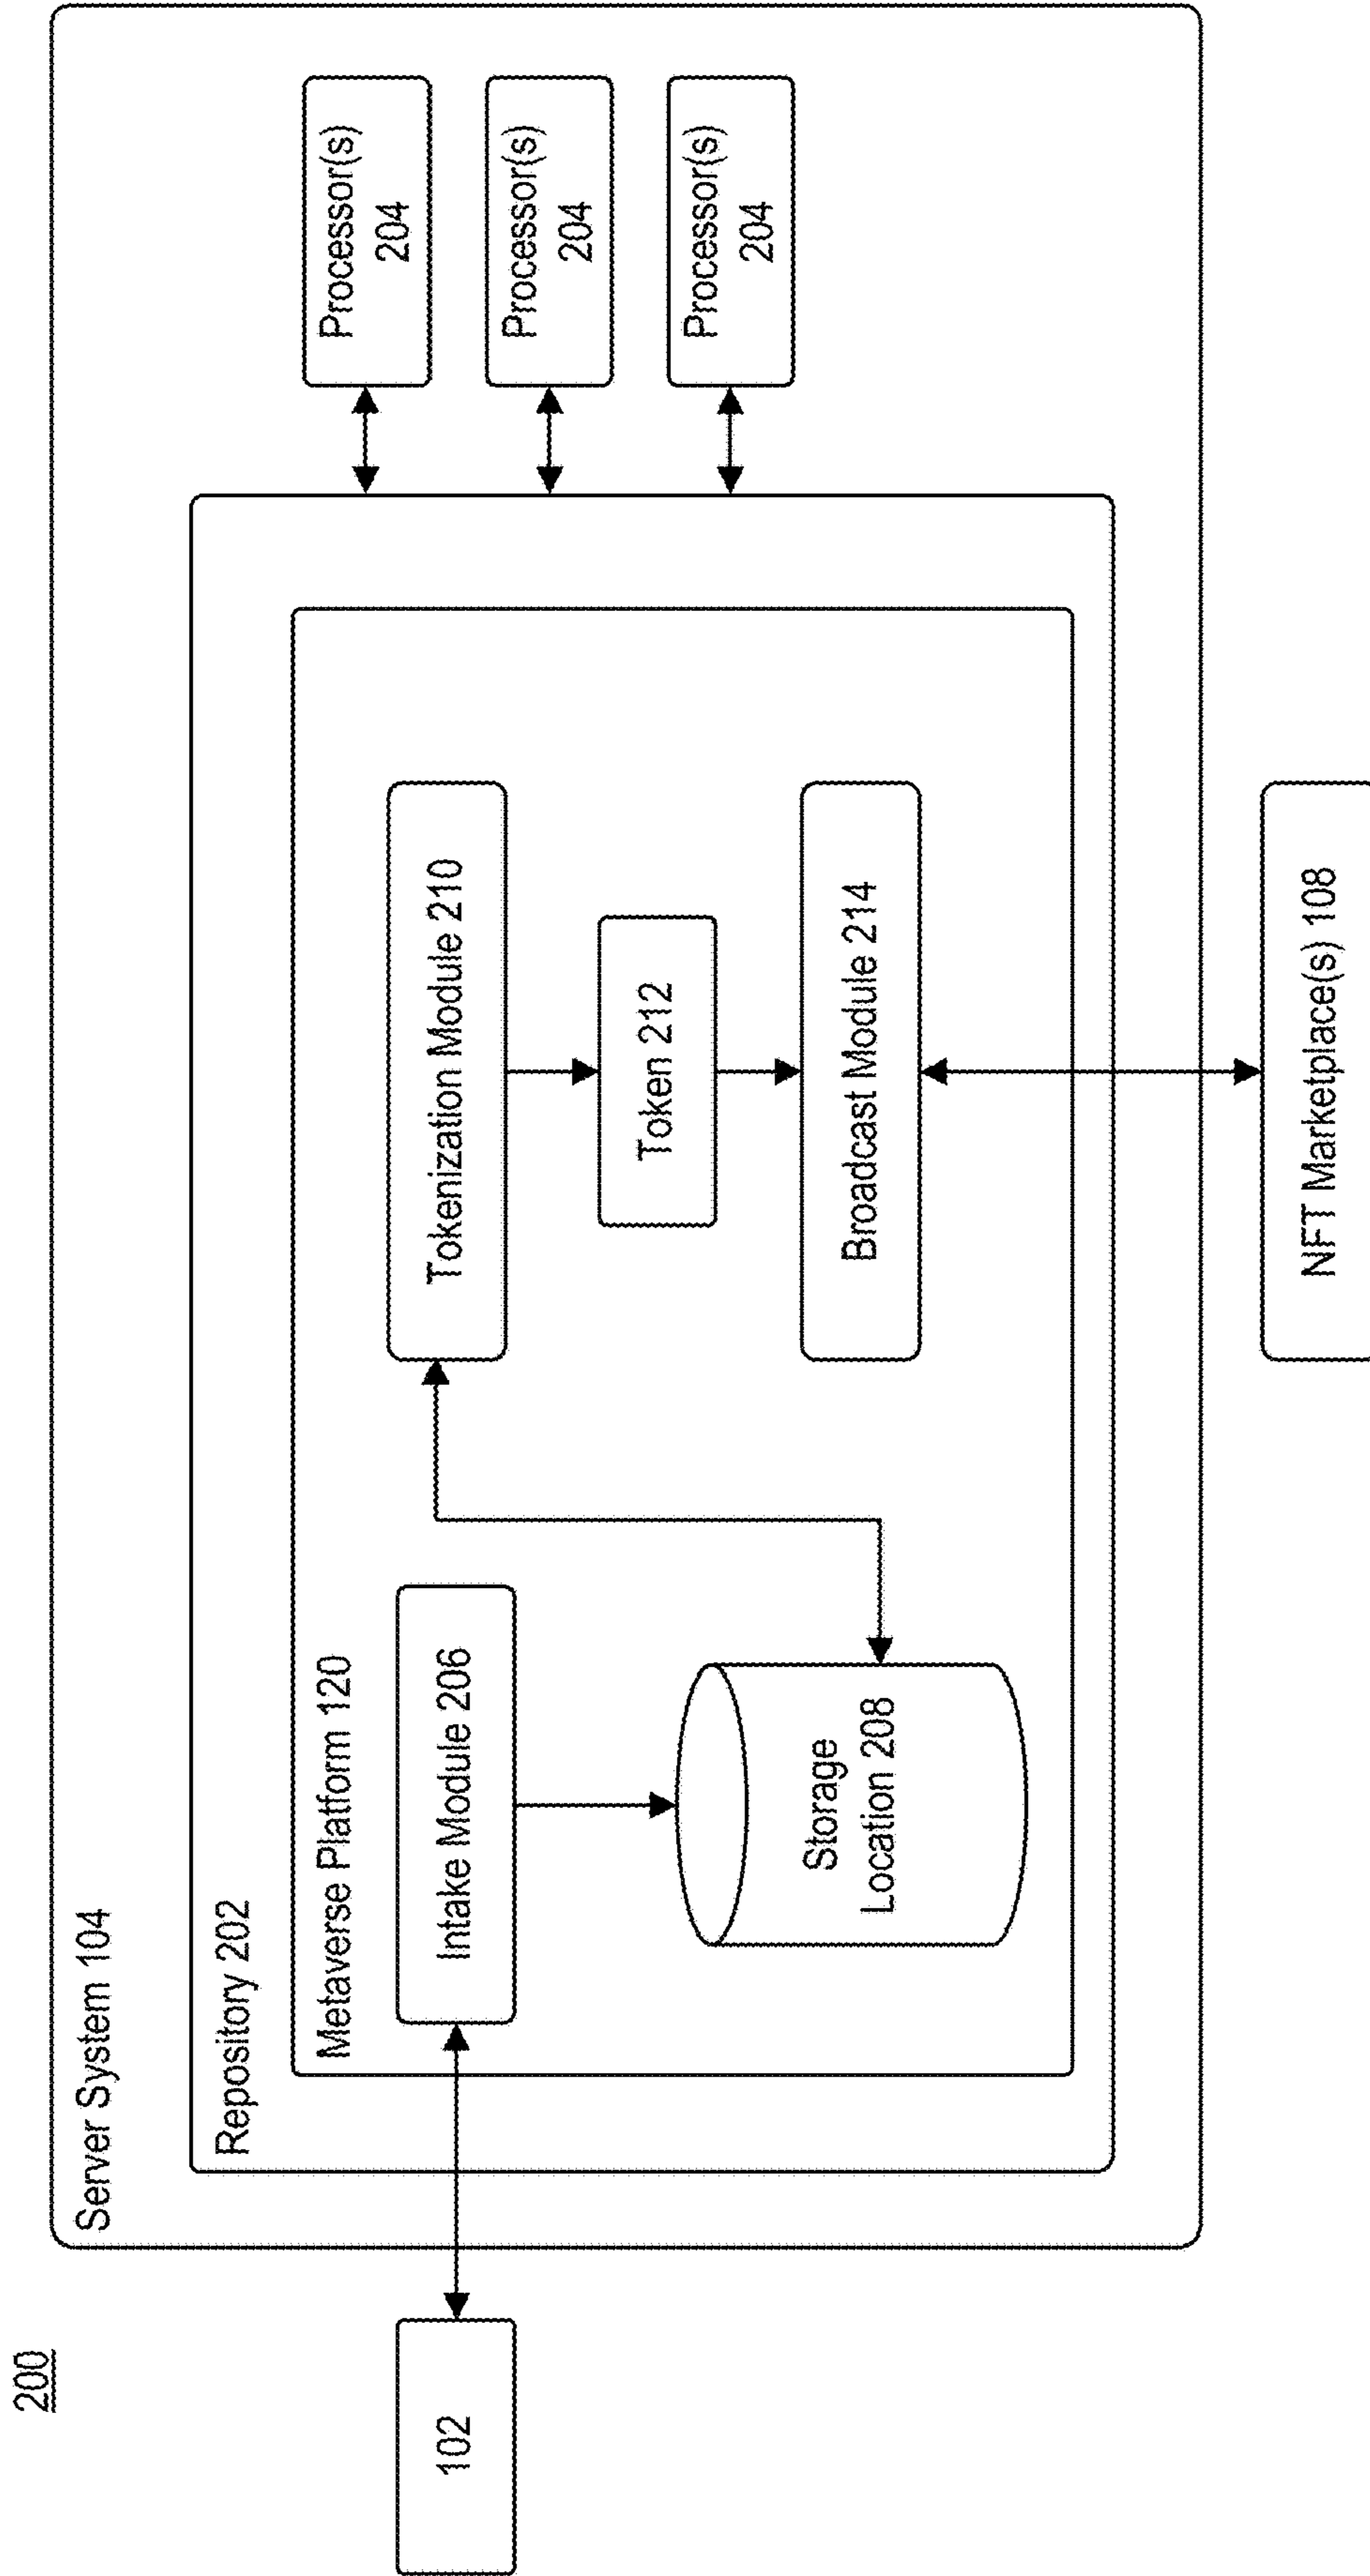 200
Server System 104
Repository 202
Processor(s)
204
Processor(s)
204
Processor(s)
204
Metaverse Platform 120
102
Intake Module 206
Tokenization Module 210
Token 212
Storage
Location 208
Broadcast Module 214
NFT Marketplace(s) 108